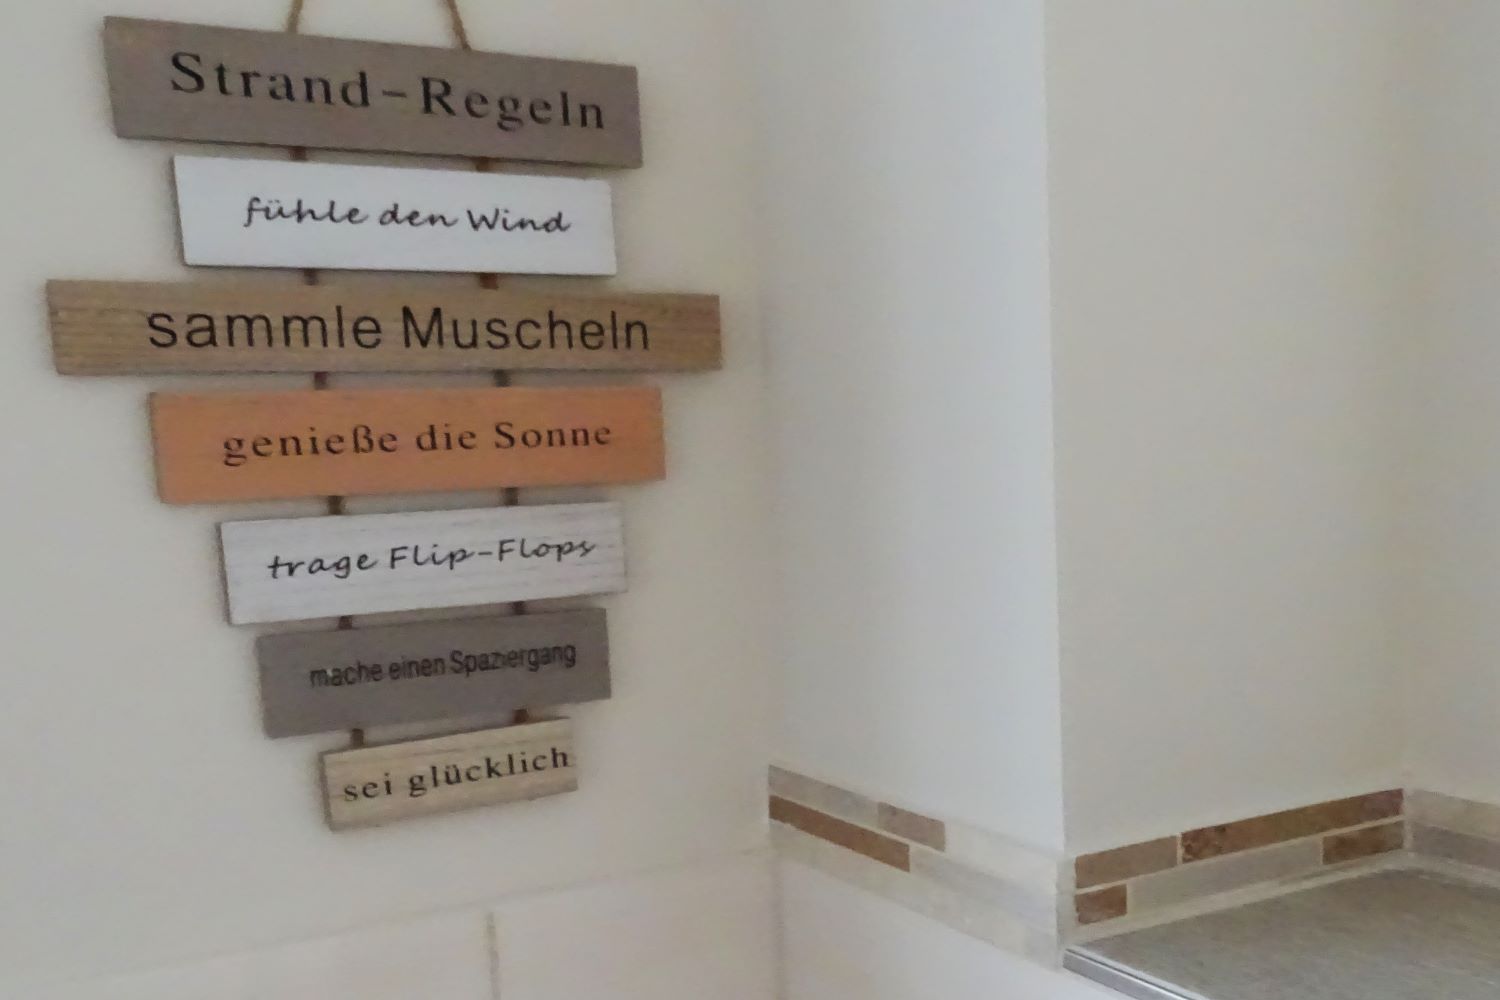 Strand-Regeln
fühle den Wind
sammle Muscheln
genieße die Sonne
trage Flip-Flops
mache einen Spaziergang
sei glücklich